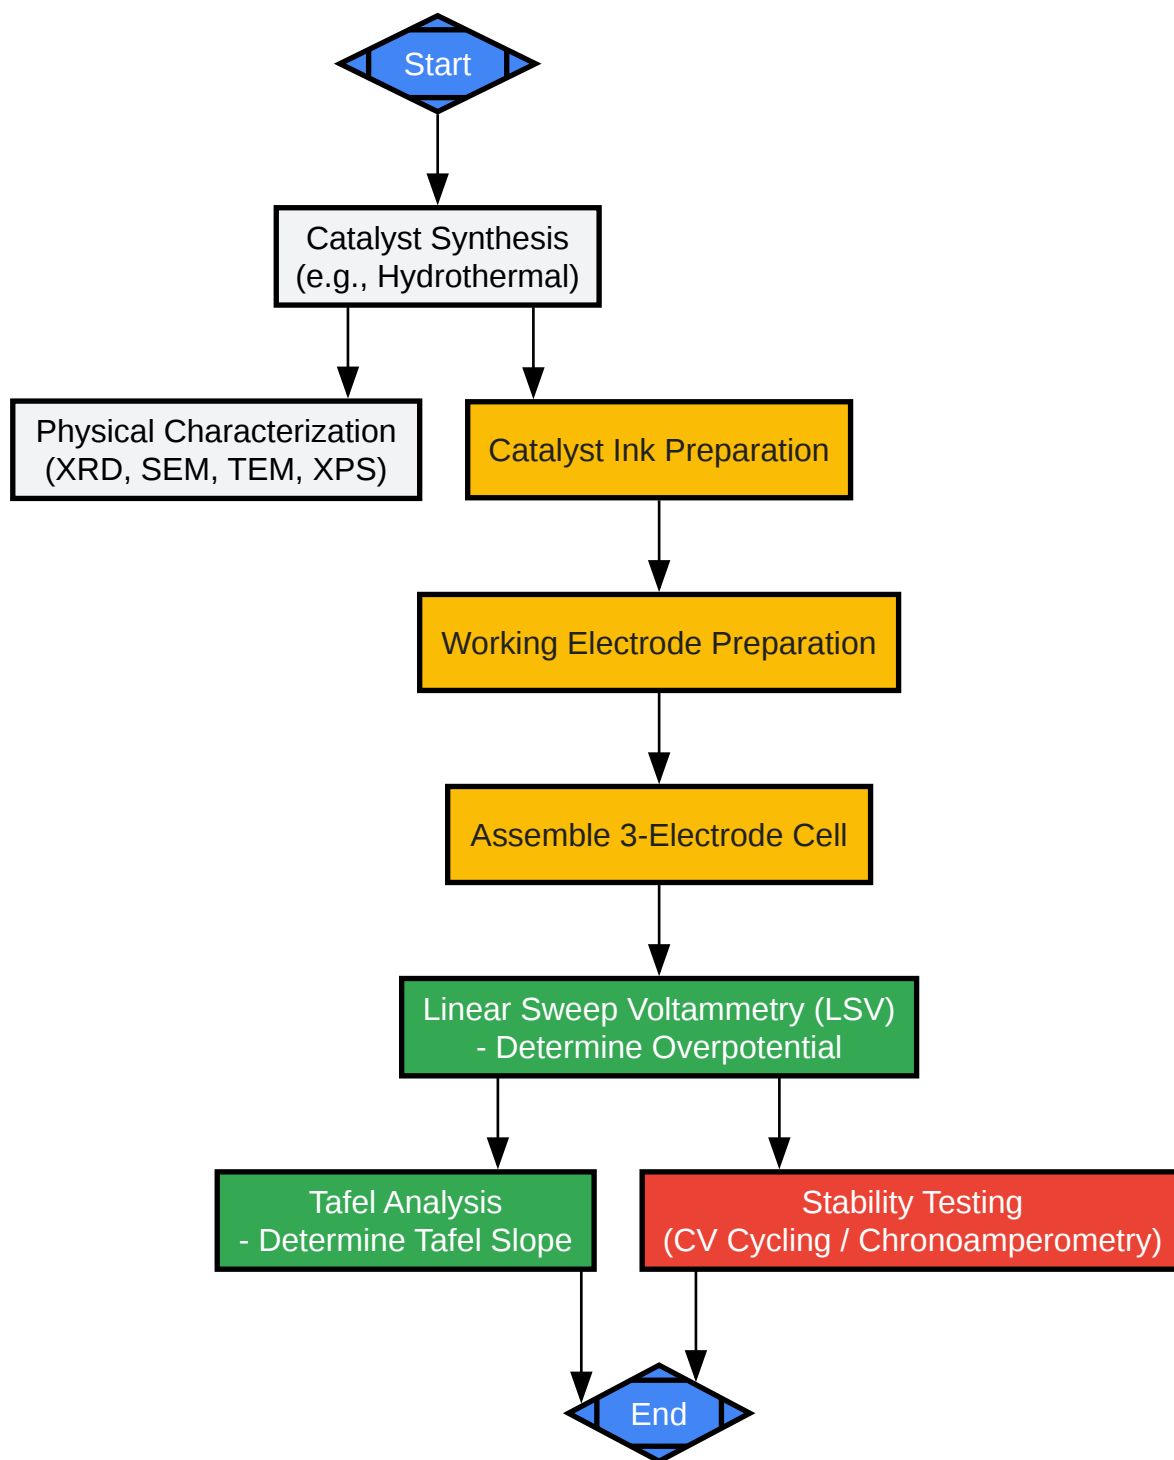 Start
Catalyst Synthesis
(e.g., Hydrothermal)
Physical Characterization
(XRD, SEM, TEM, XPS)
Catalyst Ink Preparation
Working Electrode Preparation
Assemble 3-Electrode Cell
Linear Sweep Voltammetry (LSV)
- Determine Overpotential
Tafel Analysis
- Determine Tafel Slope
Stability Testing
(CV Cycling / Chronoamperometry)
End